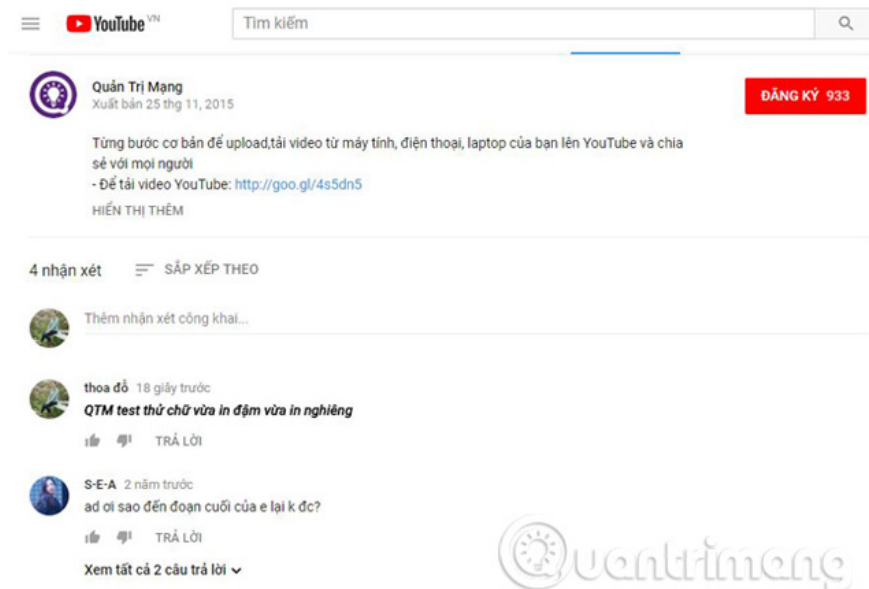 YouTube VN
Tìm kiếm
Quản Trị Mạng
Xuất bản 25 thg 11, 2015
ĐĂNG KÝ 933
Từng bước cơ bản để upload,tải video từ máy tính, điện thoại, laptop của bạn lên YouTube và chia
sẻ với mọi người
- Để tải video YouTube: http://goo.gl/4s5dn5
HIỂN THỊ THÊM
4 nhận xét
SẮP XẾP THEO
Thêm nhận xét công khai...
thoa đỗ 18 giây trước
QTM test thử chữ vừa in đậm vừa in nghiêng
TRẢ LỜI
S-E-A 2 năm trước
ad ơi sao đến đoạn cuối của e lại k đc?
TRẢ LỜI
Xem tất cả 2 câu trả lời
Quantrimang